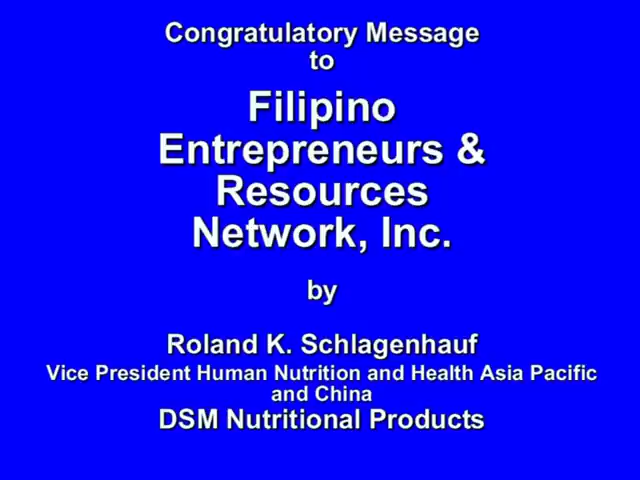 Congratulatory Message
to
Filipino
Entrepreneurs &
Resources
Network, Inc.
by
Roland K. Schlagenhauf
Vice President Human Nutrition and Health Asia Pacific
and China
DSM Nutritional Products